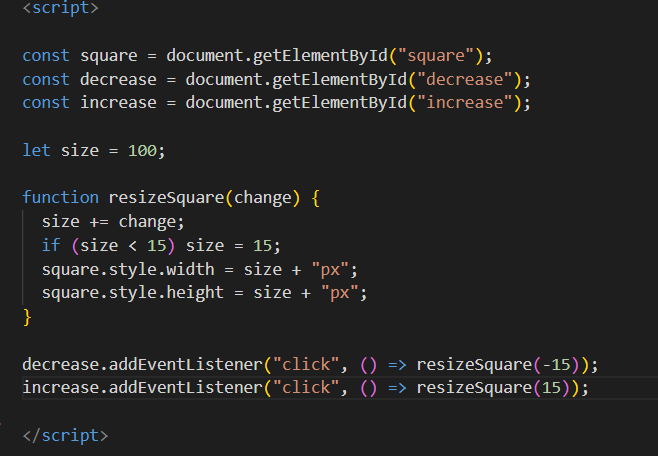 <script>
const square = document.getElementById("square");
const decrease = document.getElementById("decrease");
const increase = document.getElementById("increase");
let size = 100;
function resizeSquare(change) {
size += change;
if (size < 15) size = 15;
square.style.width = size + "px";
square.style.height = size + "px";
}
decrease.addEventListener("click", () => resizeSquare(-15));
increase.addEventListener("click", () => resizeSquare(15));
</script>